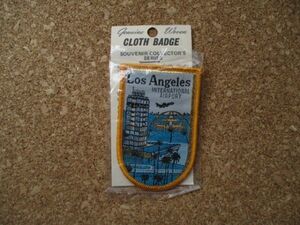 Genuine Woven
CLOTH BADGE
SOUVENIR COLLECTOR'S
SERIES
Los Angeles
INTERNATIONAL
AIRPORT